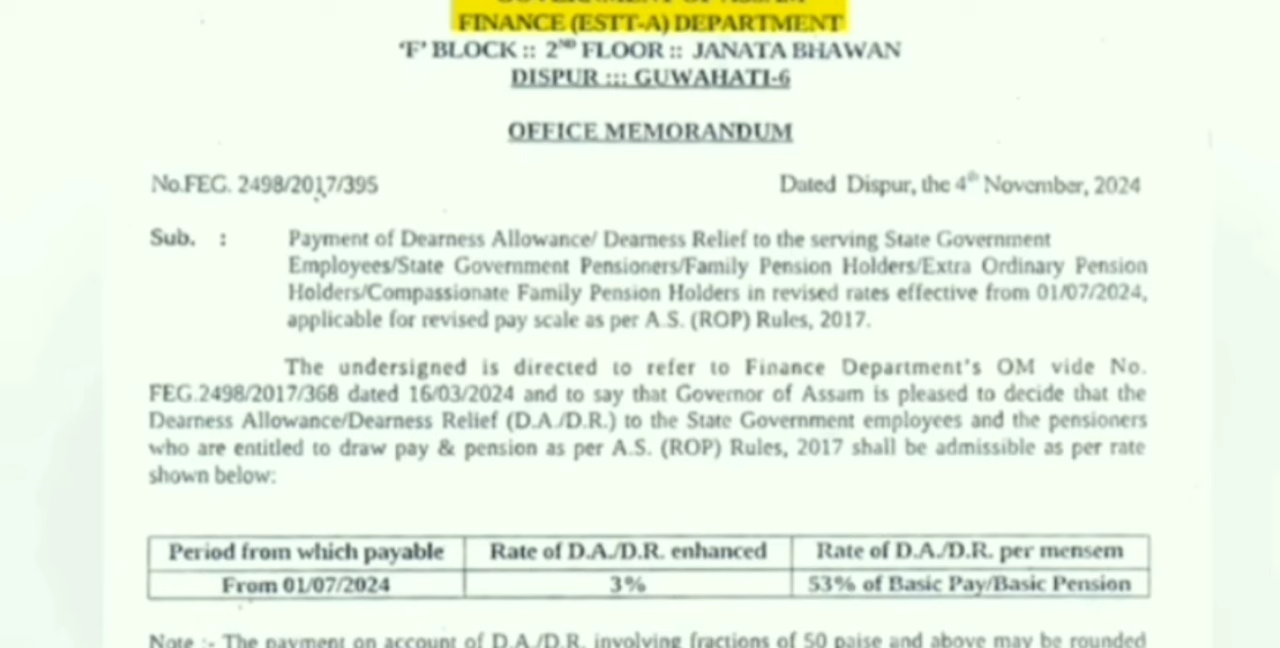 GOVERNMENT OF ASSAM
FINANCE (ESTT-A) DEPARTMENT
'F' BLOCK :: 2ND FLOOR :: JANATA BHAWAN
DISPUR ::: GUWAHATI-6
OFFICE MEMORANDUM
No.FEG. 2498/2017/395 Dated Dispur, the 4th November, 2024
Sub. : Payment of Dearness Allowance/ Dearness Relief to the serving State Government
Employees/State Government Pensioners/Family Pension Holders/Extra Ordinary Pension
Holders/Compassionate Family Pension Holders in revised rates effective from 01/07/2024,
applicable for revised pay scale as per A.S. (ROP) Rules, 2017.
The undersigned is directed to refer to Finance Department's OM vide No.
FEG.2498/2017/368 dated 16/03/2024 and to say that Governor of Assam is pleased to decide that the
Dearness Allowance/Dearness Relief (D.A./D.R.) to the State Government employees and the pensioners
who are entitled to draw pay & pension as per A.S. (ROP) Rules, 2017 shall be admissible as per rate
shown below:
Period from which payable Rate of D.A./D.R. enhanced Rate of D.A./D.R. per mensem
From 01/07/2024 3% 53% of Basic Pay/Basic Pension
Note :- The payment on account of D.A./D.R. involving fractions of 50 paise and above may be rounded